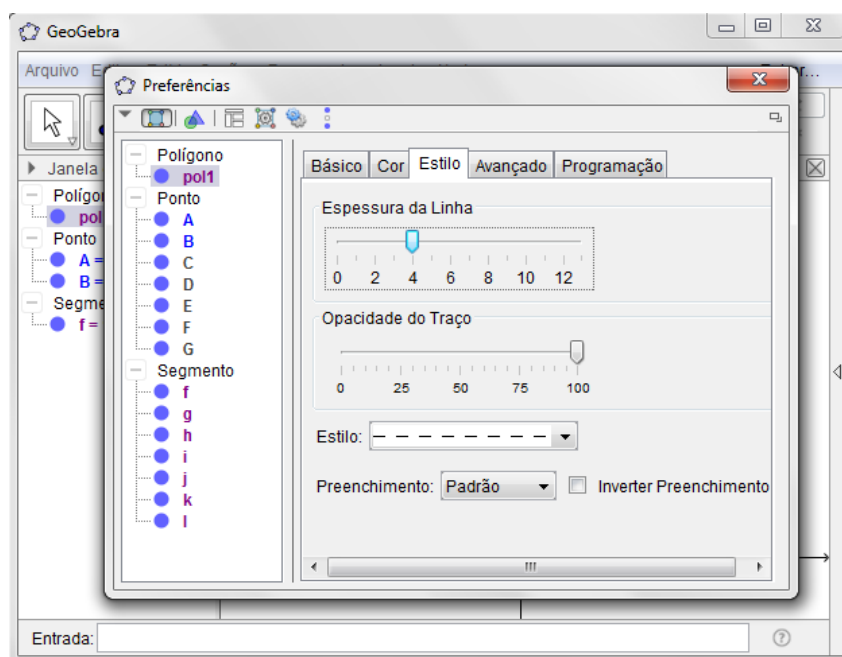 GeoGebra
Arquivo
Preferências
Janela
Polígo
pol
Ponto
A =
B =
Segme
f =
Polígono
pol1
Ponto
A
B
C
D
E
F
G
Segmento
f
g
h
i
j
k
l
Básico Cor Estilo Avançado Programação
Espessura da Linha
0 2 4 6 8 10 12
Opacidade do Traço
0 25 50 75 100
Estilo:
Preenchimento: Padrão Inverter Preenchimento
Entrada: